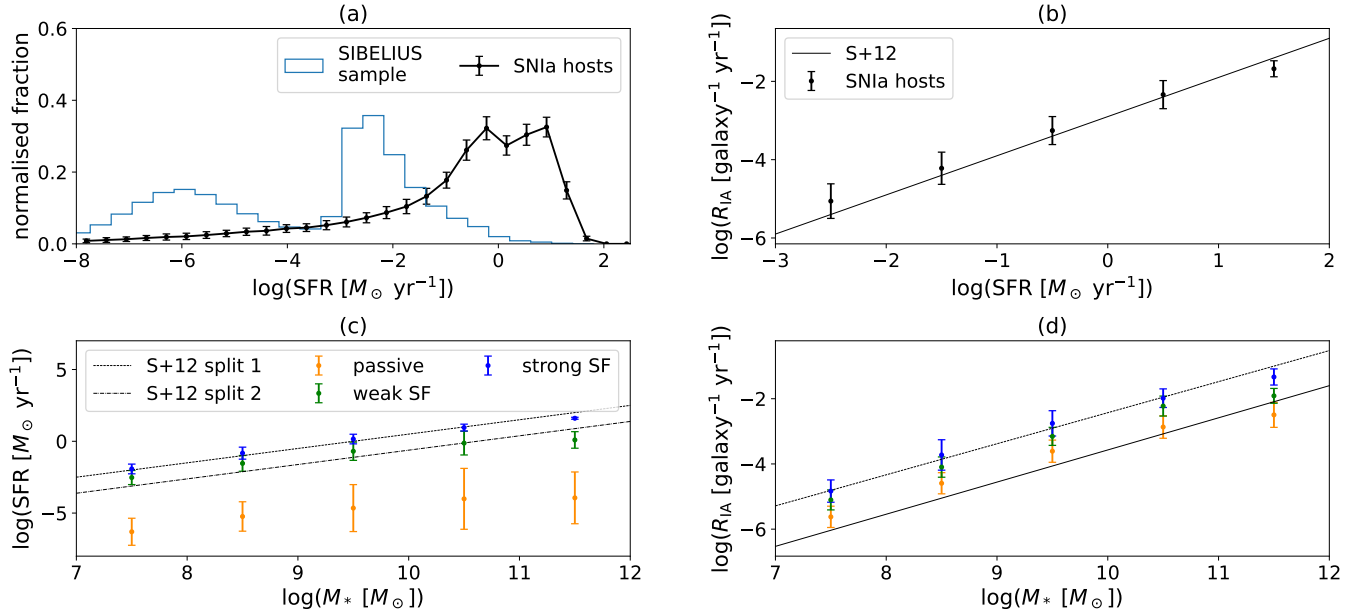 (a)
normalised fraction
0.6
0.4
0.2
0.0
SIBELIUS
sample
SNIa hosts
−8
−6
−4
−2
0
2
log(SFR [M⊙ yr⁻¹])
(b)
log(R_IA [galaxy⁻¹ yr⁻¹])
−2
−4
−6
S+12
SNIa hosts
−3
−2
−1
0
1
2
log(SFR [M⊙ yr⁻¹])
(c)
log(SFR [M⊙ yr⁻¹])
5
0
−5
S+12 split 1
S+12 split 2
passive
weak SF
strong SF
7
8
9
10
11
12
log(M* [M⊙])
(d)
log(R_IA [galaxy⁻¹ yr⁻¹])
−2
−4
−6
7
8
9
10
11
12
log(M* [M⊙])